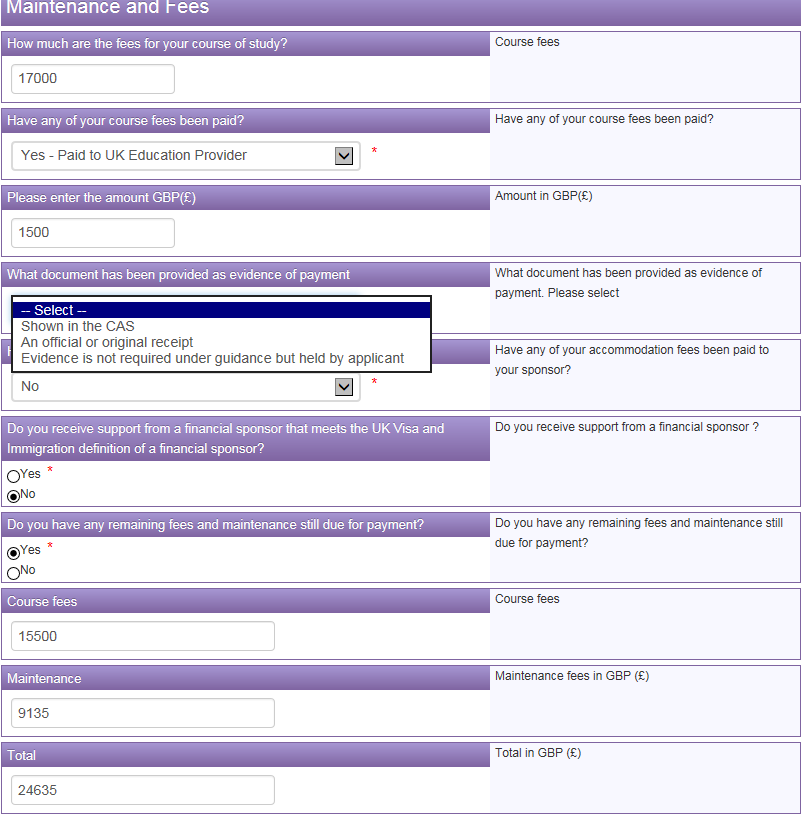 Maintenance and Fees
How much are the fees for your course of study?
Course fees
17000
Have any of your course fees been paid?
Have any of your course fees been paid?
Yes - Paid to UK Education Provider
*
Please enter the amount GBP(£)
Amount in GBP(£)
1500
What document has been provided as evidence of payment
What document has been provided as evidence of
payment. Please select
-- Select --
Shown in the CAS
An official or original receipt
Evidence is not required under guidance but held by applicant
Have any of your accommodation fees been paid to
your sponsor?
No
*
Do you receive support from a financial sponsor that meets the UK Visa and
Immigration definition of a financial sponsor?
Do you receive support from a financial sponsor ?
Yes *
No
Do you have any remaining fees and maintenance still due for payment?
Do you have any remaining fees and maintenance still
due for payment?
Yes *
No
Course fees
Course fees
15500
Maintenance
Maintenance fees in GBP (£)
9135
Total
Total in GBP (£)
24635